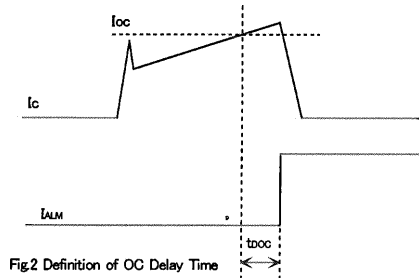 IOC
IC
IALM
tDOC
Fig.2 Definition of OC Delay Time